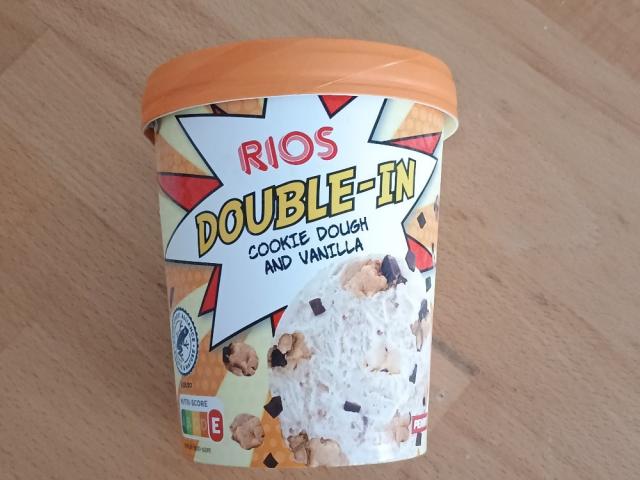 RIOS
DOUBLE-IN
COOKIE DOUGH
AND VANILLA
NUTRI-SCORE
E